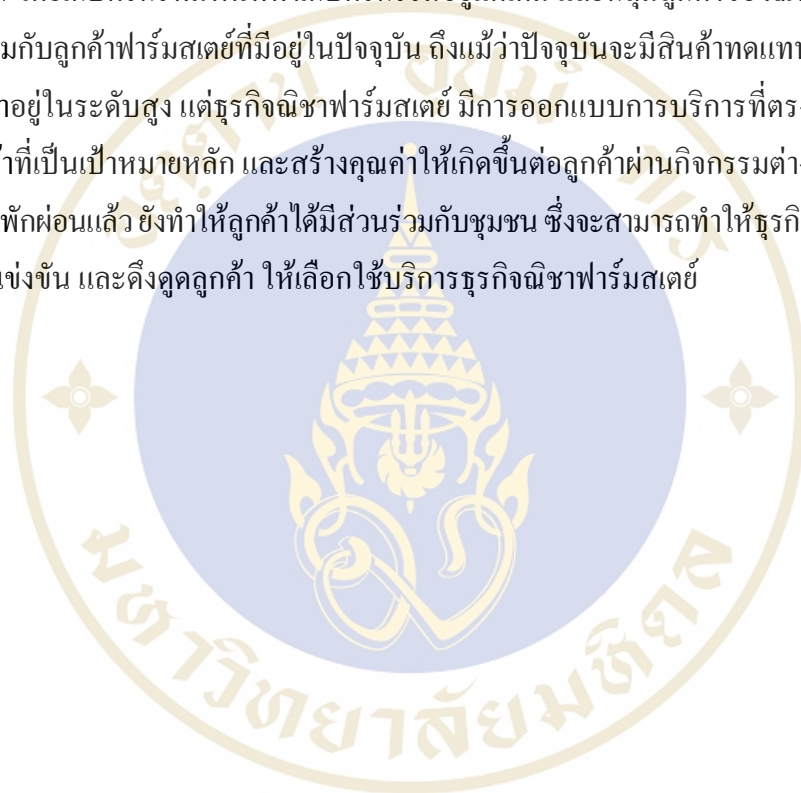 มกับลูกค้าฟาร์มสเตย์ที่มีอยู่ในปัจจุบัน ถึงแม้ว่าปัจจุบันจะมีสินค้าทดแทน
อยู่ในระดับสูง แต่ธุรกิจณิชาฟาร์มสเตย์ มีการออกแบบการบริการที่ตร
ที่เป็นเป้าหมายหลัก และสร้างคุณค่าให้เกิดขึ้นต่อลูกค้าผ่านกิจกรรมต่า
พักผ่อนแล้ว ยังทำให้ลูกค้าได้มีส่วนร่วมกับชุมชน ซึ่งจะสามารถทำให้ธุรกิ
แข่งขัน และดึงดูดลูกค้า ให้เลือกใช้บริการธุรกิจณิชาฟาร์มสเตย์
มหาวิทยาลัยมหิดล